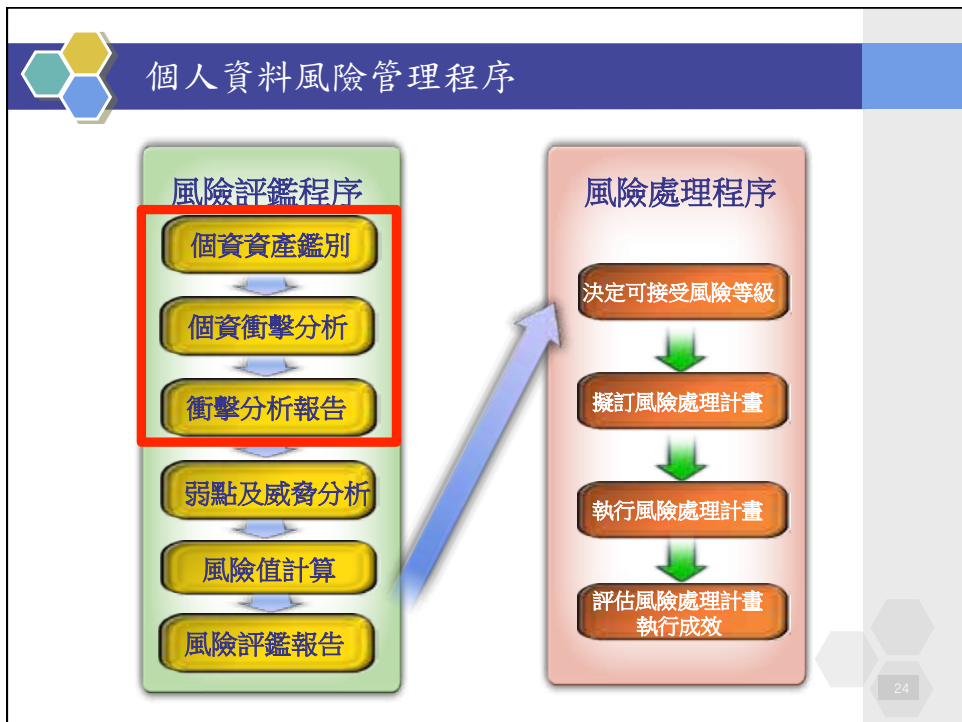 個人資料風險管理程序
風險評鑑程序
個資資產鑑別
個資衝擊分析
衝擊分析報告
弱點及威脅分析
風險值計算
風險評鑑報告
風險處理程序
決定可接受風險等級
擬訂風險處理計畫
執行風險處理計畫
評估風險處理計畫
執行成效
24